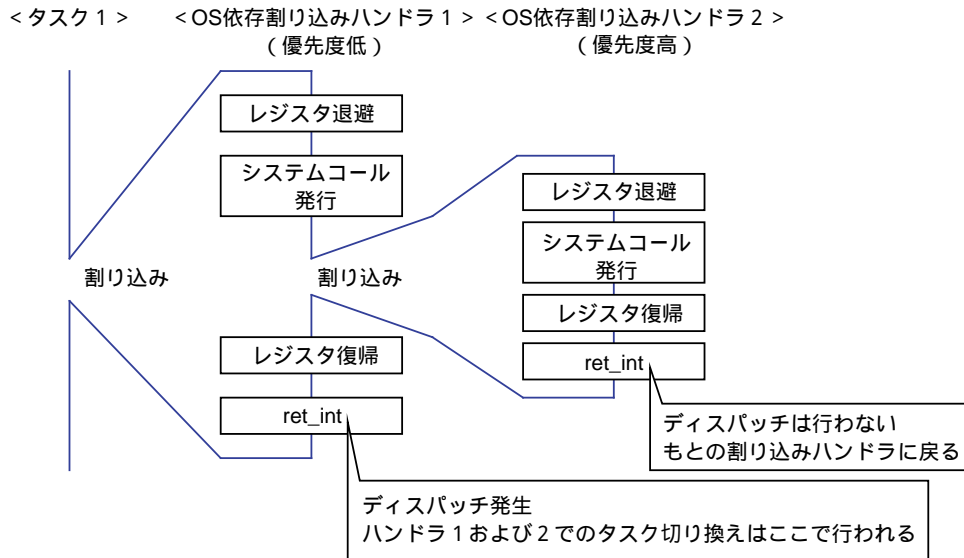 ＜タスク１＞
＜OS依存割り込みハンドラ１＞
（優先度低）
＜OS依存割り込みハンドラ２＞
（優先度高）
レジスタ退避
システムコール
発行
レジスタ退避
システムコール
発行
割り込み
割り込み
レジスタ復帰
レジスタ復帰
ret_int
ret_int
ディスパッチは行わない
もとの割り込みハンドラに戻る
ディスパッチ発生
ハンドラ１および２でのタスク切り換えはここで行われる